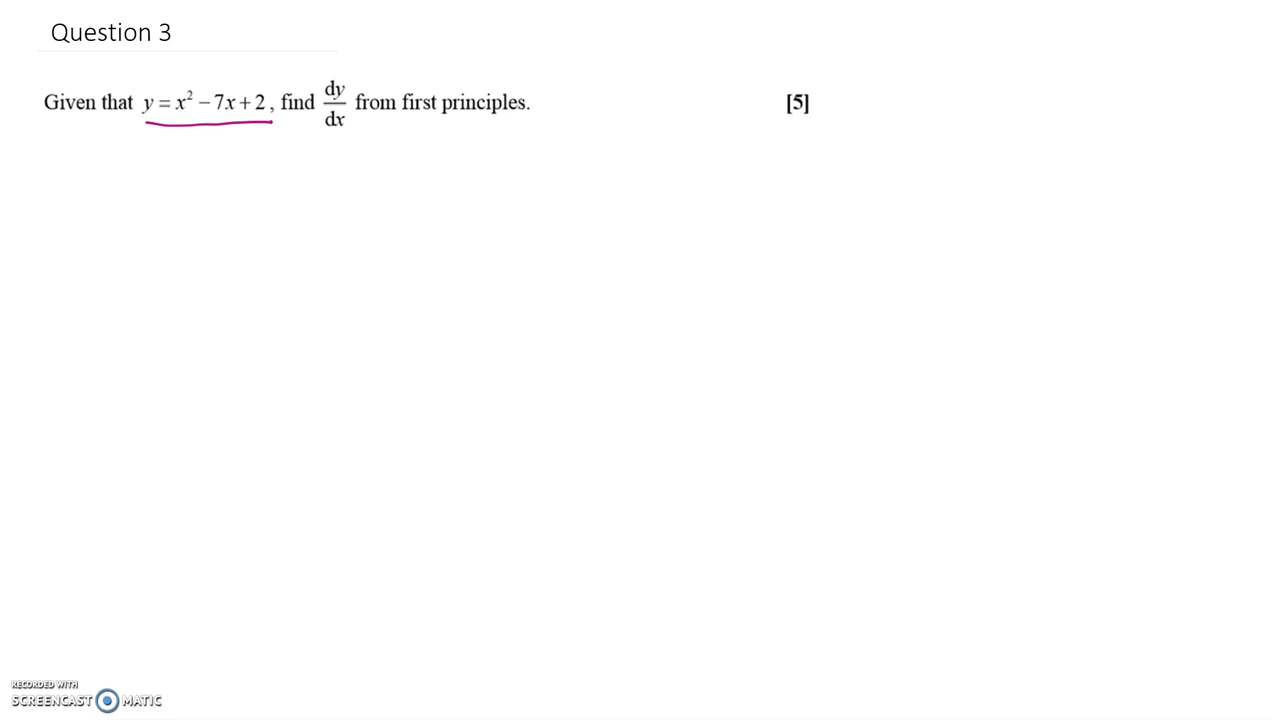 Question 3
Given that y = x² – 7x + 2, find dy/dx from first principles. [5]
RECORDED WITH
SCREENCAST MATIC